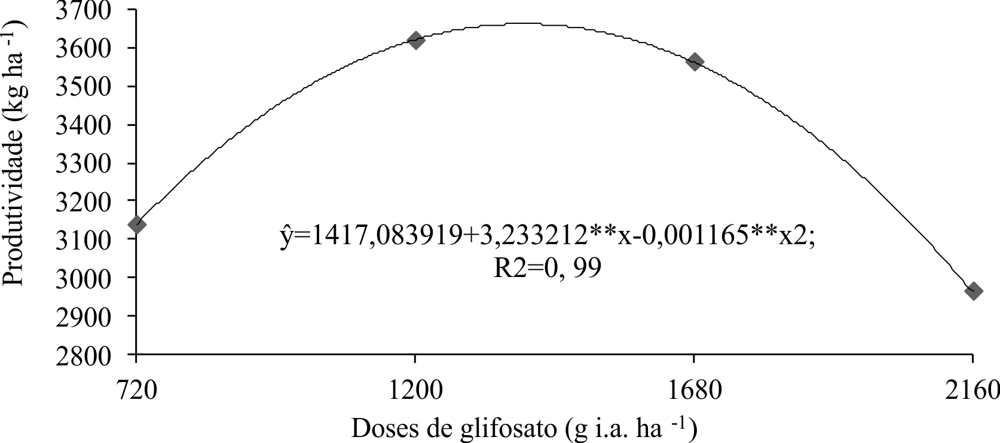 Produtividade (kg ha -1)
3700
3600
3500
3400
3300
3200
3100
3000
2900
2800
ŷ=1417,083919+3,233212**x-0,001165**x2;
R2=0, 99
720 1200 1680 2160
Doses de glifosato (g i.a. ha -1)